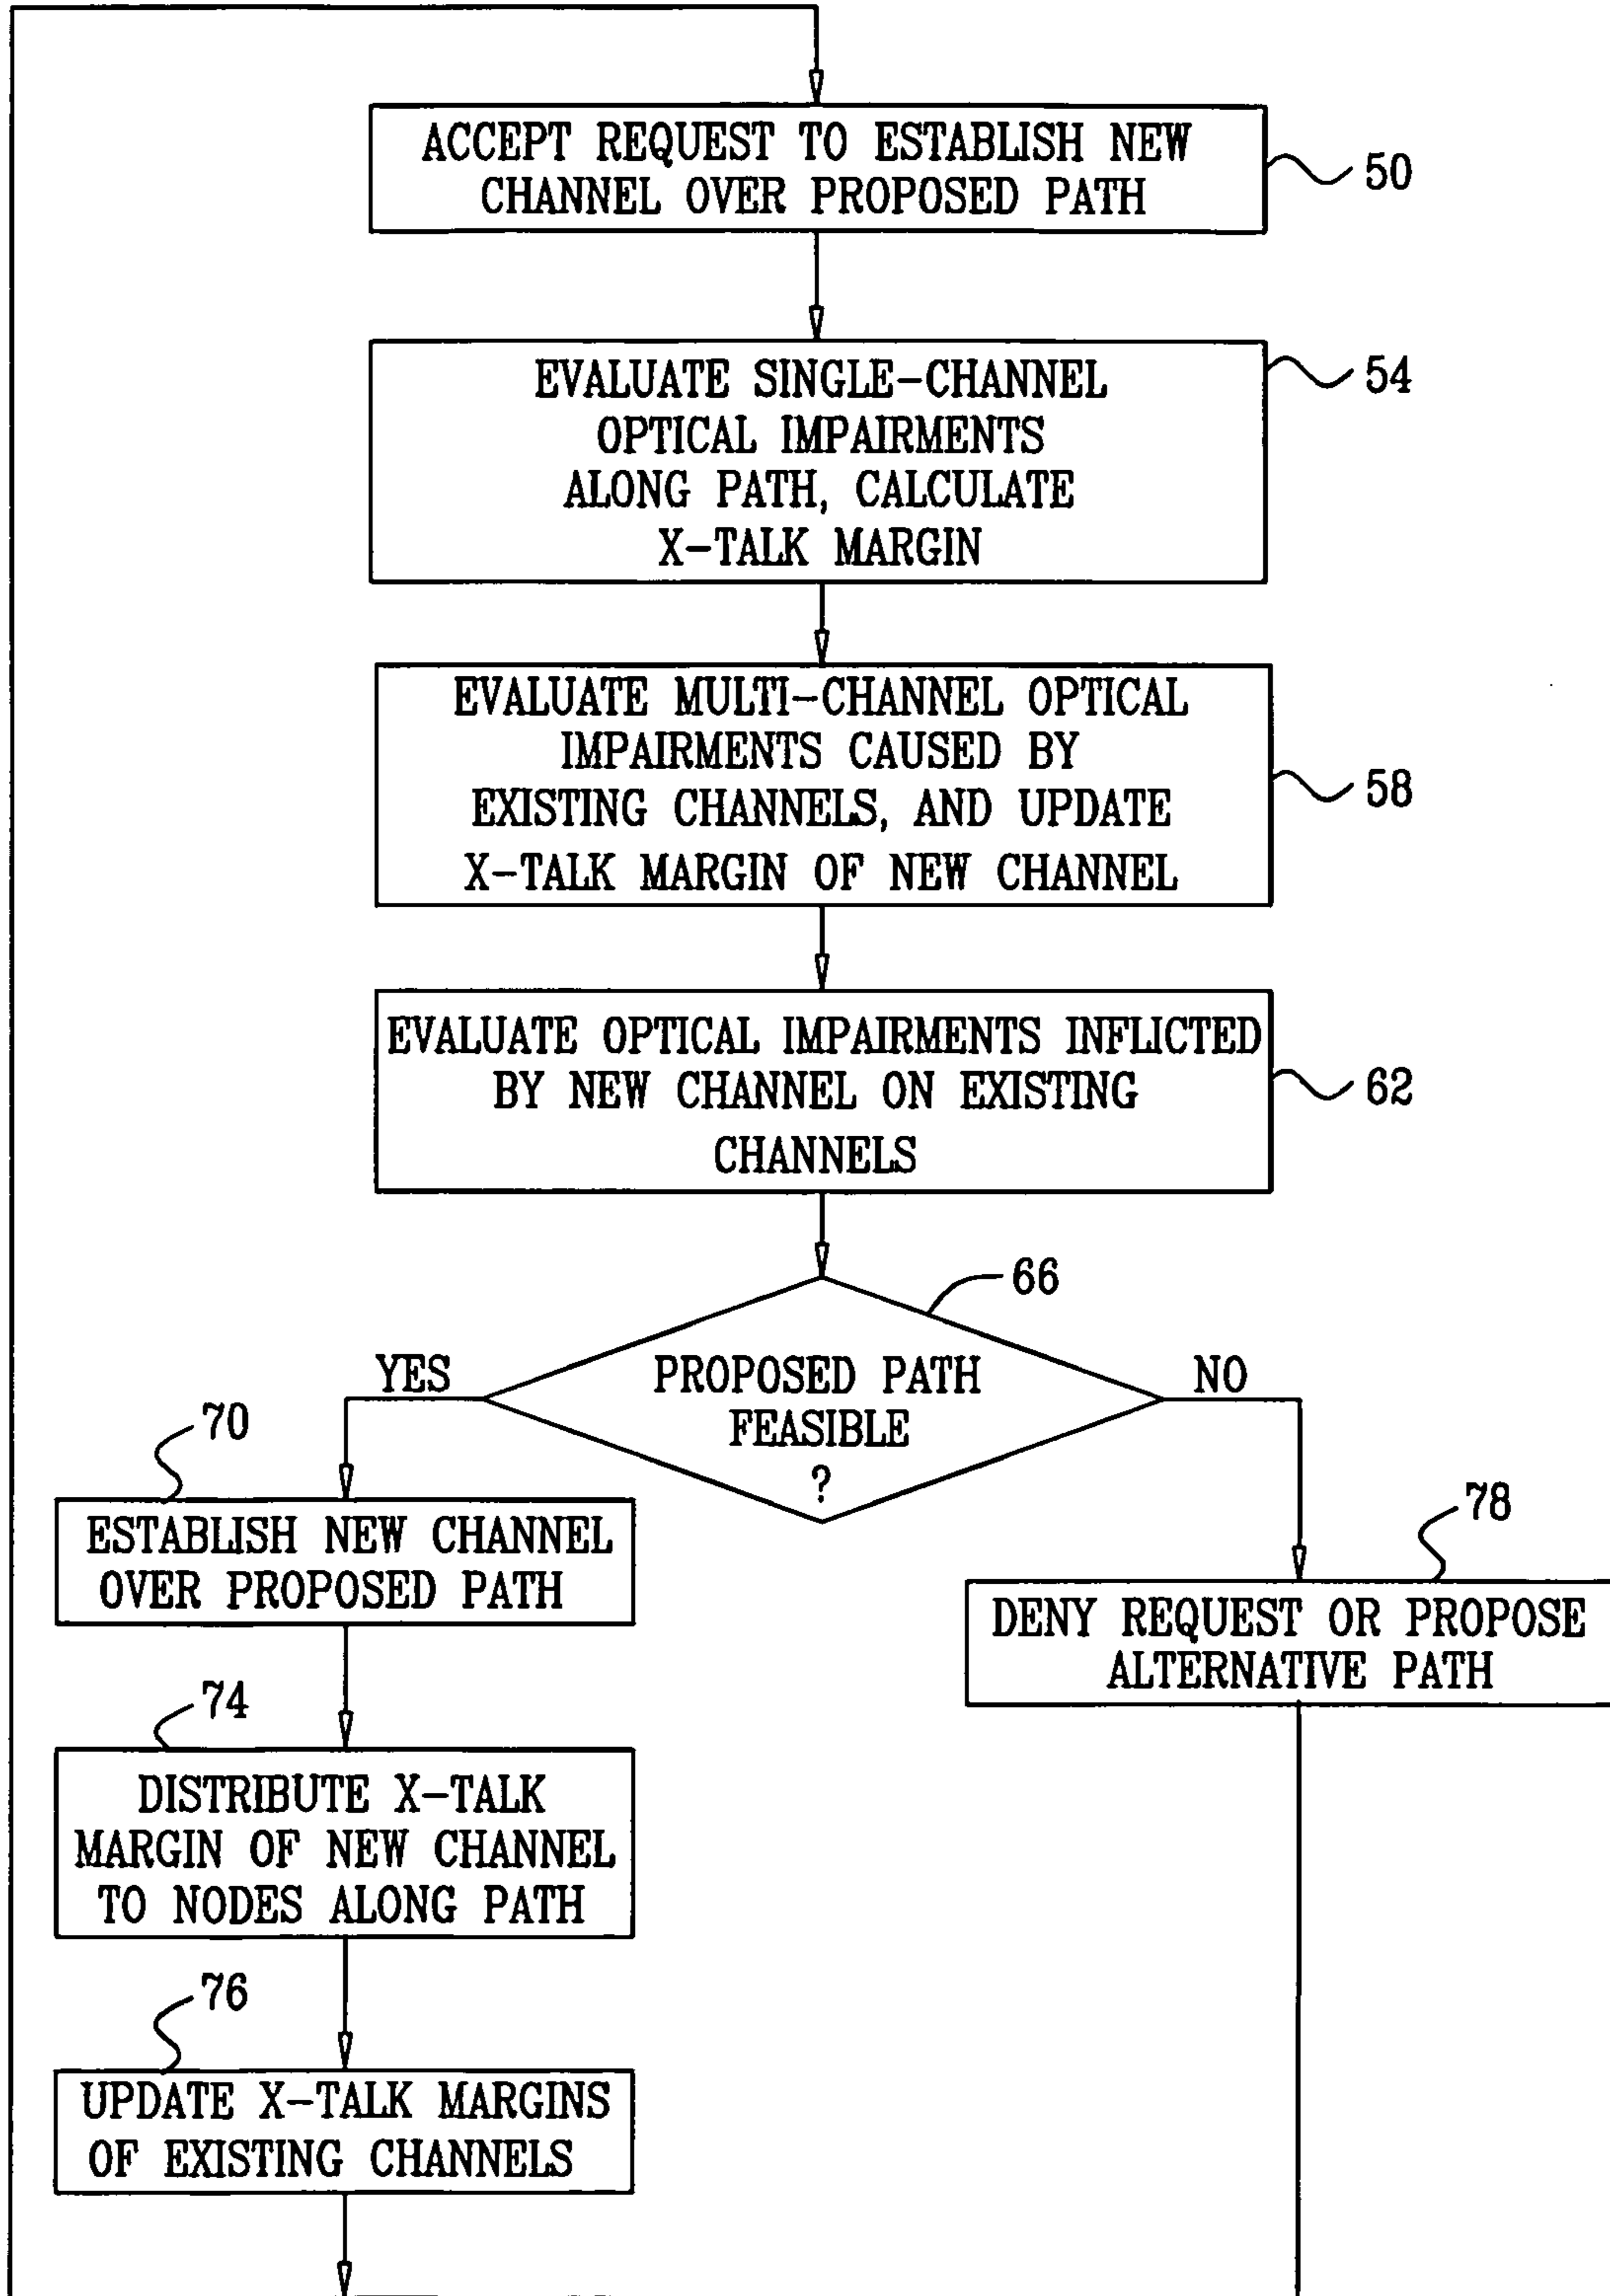 ACCEPT REQUEST TO ESTABLISH NEW
CHANNEL OVER PROPOSED PATH
50
EVALUATE SINGLE-CHANNEL
OPTICAL IMPAIRMENTS
ALONG PATH, CALCULATE
X-TALK MARGIN
54
EVALUATE MULTI-CHANNEL OPTICAL
IMPAIRMENTS CAUSED BY
EXISTING CHANNELS, AND UPDATE
X-TALK MARGIN OF NEW CHANNEL
58
EVALUATE OPTICAL IMPAIRMENTS INFLICTED
BY NEW CHANNEL ON EXISTING
CHANNELS
62
66
YES
PROPOSED PATH
FEASIBLE
?
NO
70
ESTABLISH NEW CHANNEL
OVER PROPOSED PATH
78
DENY REQUEST OR PROPOSE
ALTERNATIVE PATH
74
DISTRIBUTE X-TALK
MARGIN OF NEW CHANNEL
TO NODES ALONG PATH
76
UPDATE X-TALK MARGINS
OF EXISTING CHANNELS